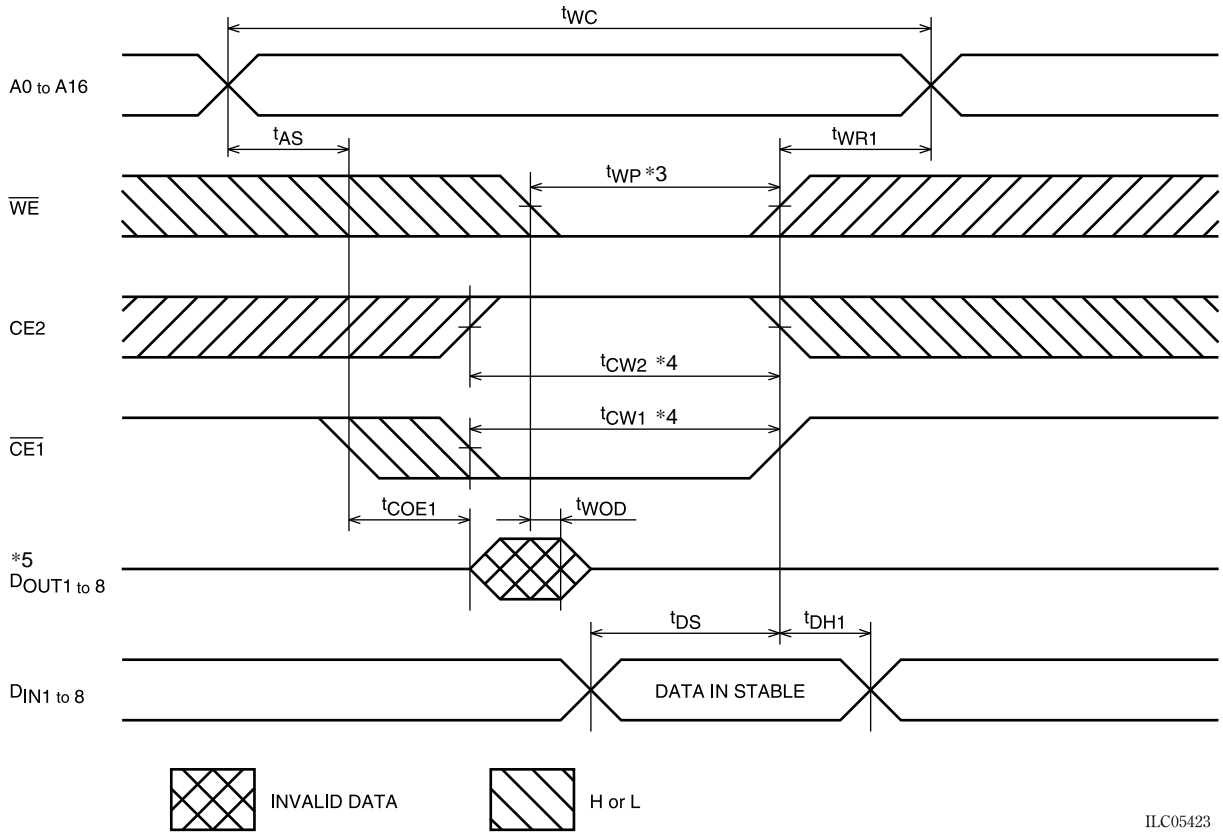 tWC
A0 to A16
tAS
tWR1
tWP *3
WE
CE2
tCW2 *4
tCW1 *4
CE1
tCOE1
tWOD
*5
DOUT1 to 8
tDS
tDH1
DIN1 to 8
DATA IN STABLE
INVALID DATA
H or L
ILC05423